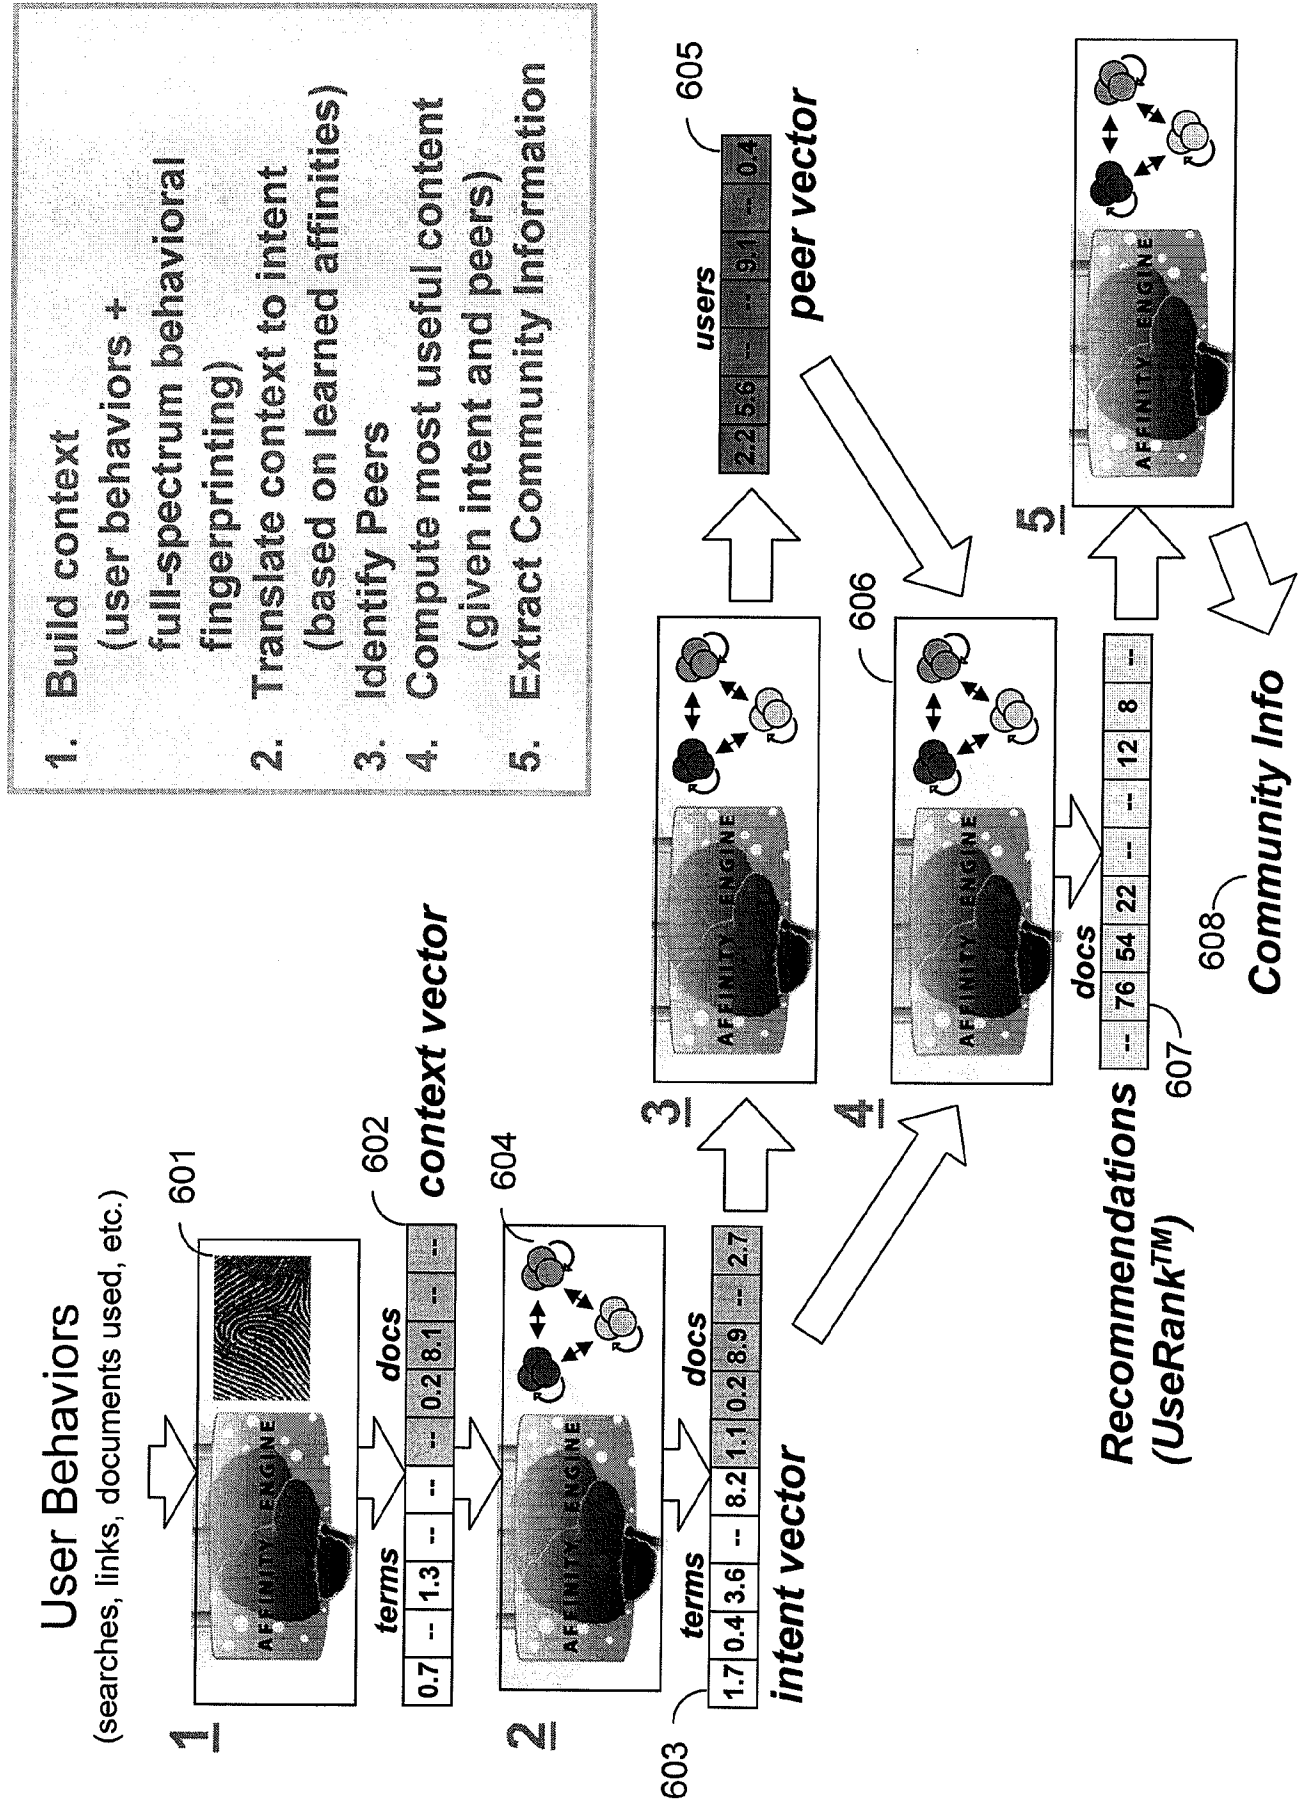 User Behaviors
(searches, links, documents used, etc.)
1. Build context
(user behaviors +
full-spectrum behavioral
fingerprinting)
2. Translate context to intent
(based on learned affinities)
3. Identify Peers
4. Compute most useful content
(given intent and peers)
5. Extract Community Information
1
AFFINITY ENGINE
601
terms
docs
602
0.7 -- 1.3 -- -- -- 0.2 8.1 -- --
context vector
2
AFFINITY ENGINE
604
terms
docs
603
1.7 0.4 3.6 -- 8.2 1.1 0.2 8.9 -- 2.7
intent vector
3
AFFINITY ENGINE
users
605
2.2 5.6 -- -- 9.1 -- 0.4
peer vector
4
AFFINITY ENGINE
606
docs
-- 76 54 22 -- -- 12 8 --
607
Recommendations
(UseRank™)
5
AFFINITY ENGINE
608
Community Info